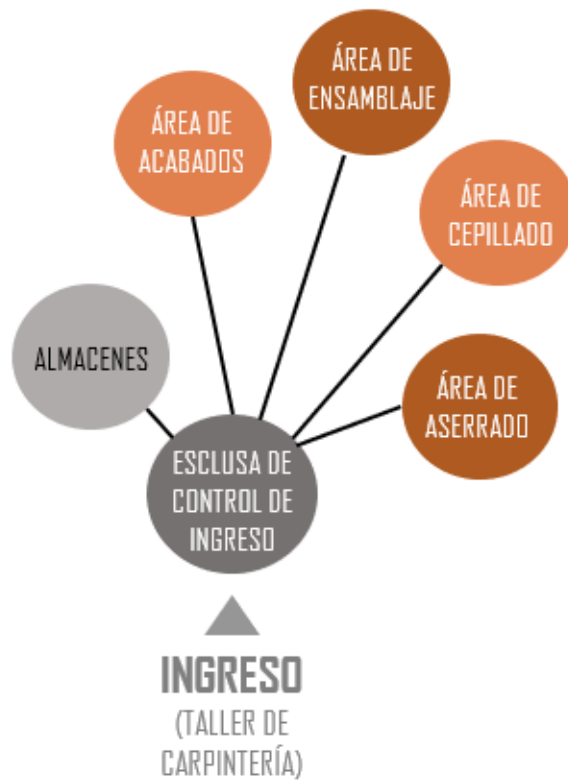 ÁREA DE
ENSAMBLAJE
ÁREA DE
ACABADOS
ÁREA DE
CEPILLADO
ALMACENES
ÁREA DE
ASERRADO
ESCLUSA DE
CONTROL DE
INGRESO
INGRESO
(TALLER DE
CARPINTERÍA)